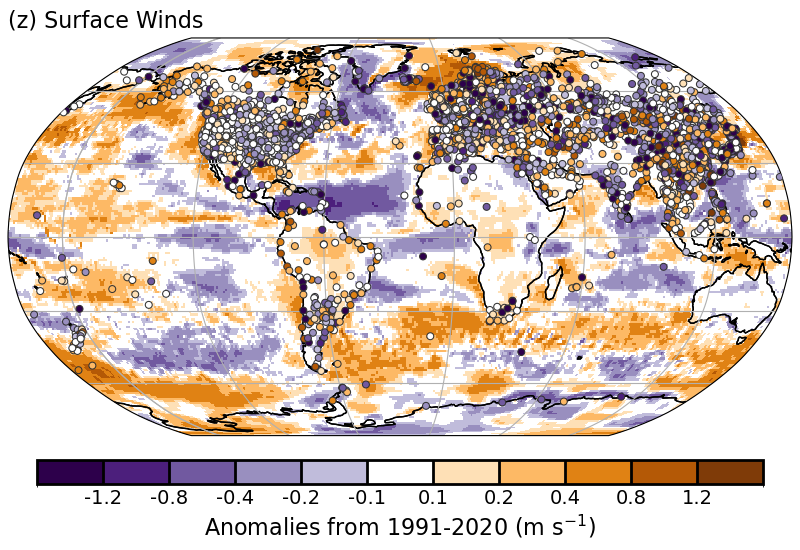 (z) Surface Winds
-1.2 -0.8 -0.4 -0.2 -0.1 0.1 0.2 0.4 0.8 1.2
Anomalies from 1991-2020 (m s⁻¹)